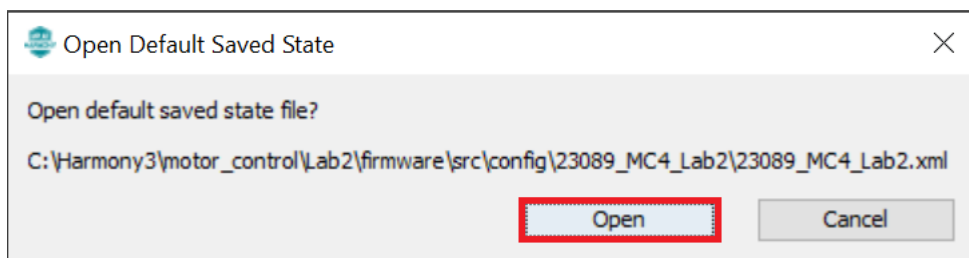 Open Default Saved State
Open default saved state file?
C:\Harmony3\motor_control\Lab2\firmware\src\config\23089_MC4_Lab2\23089_MC4_Lab2.xml
Open Cancel